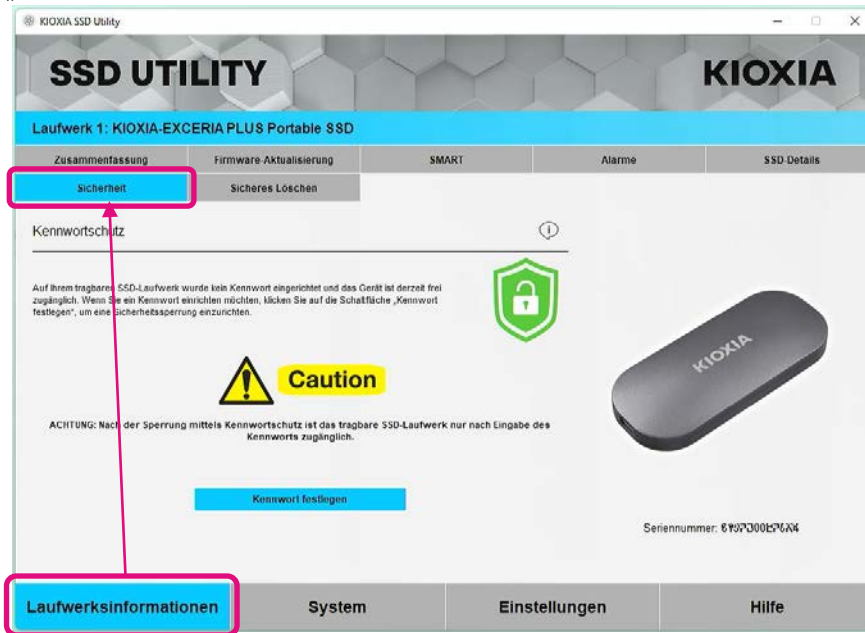 KIOXIA SSD Utility
SSD UTILITY
KIOXIA
Laufwerk 1: KIOXIA-EXCERIA PLUS Portable SSD
Zusammenfassung
Firmware-Aktualisierung
SMART
Alarme
SSD-Details
Sicherheit
Sicheres Löschen
Kennwortschutz
Auf Ihrem tragbaren SSD-Laufwerk wurde kein Kennwort eingerichtet und das Gerät ist derzeit frei
zugänglich. Wenn Sie ein Kennwort einrichten möchten, klicken Sie auf die Schaltfläche „Kennwort
festlegen“, um eine Sicherheitssperrung einzurichten.
KIOXIA
Caution
ACHTUNG: Nach der Sperrung mittels Kennwortschutz ist das tragbare SSD-Laufwerk nur nach Eingabe des
Kennworts zugänglich.
Kennwort festlegen
Seriennummer:
Laufwerksinformationen
System
Einstellungen
Hilfe